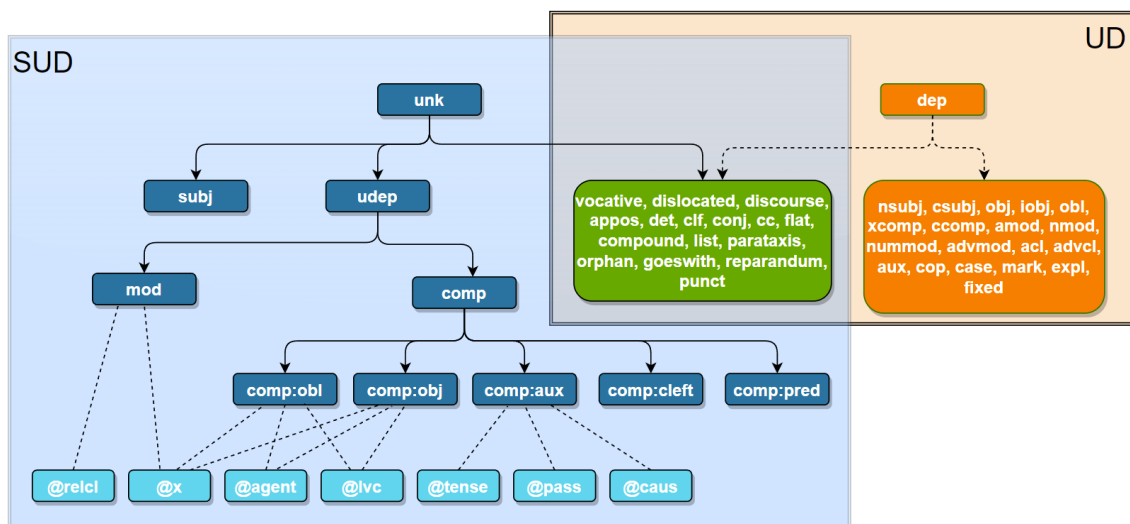 SUD
UD
unk
dep
subj
udep
vocative, dislocated, discourse,
appos, det, clf, conj, cc, flat,
compound, list, parataxis,
orphan, goeswith, reparandum,
punct
nsubj, csubj, obj, iobj, obl,
xcomp, ccomp, amod, nmod,
nummod, advmod, acl, advcl,
aux, cop, case, mark, expl,
fixed
mod
comp
comp:obl
comp:obj
comp:aux
comp:cleft
comp:pred
@relcl
@x
@agent
@lvc
@tense
@pass
@caus